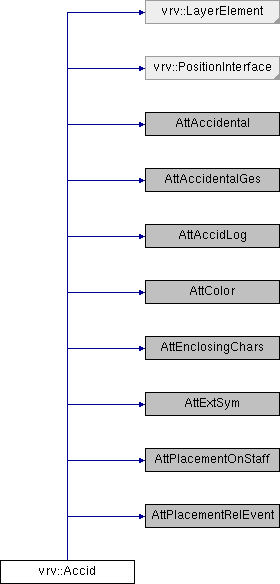 vrv::LayerElement
vrv::PositionInterface
AttAccidental
AttAccidentalGes
AttAccidLog
AttColor
AttEnclosingChars
AttExtSym
AttPlacementOnStaff
AttPlacementRelEvent
vrv::Accid